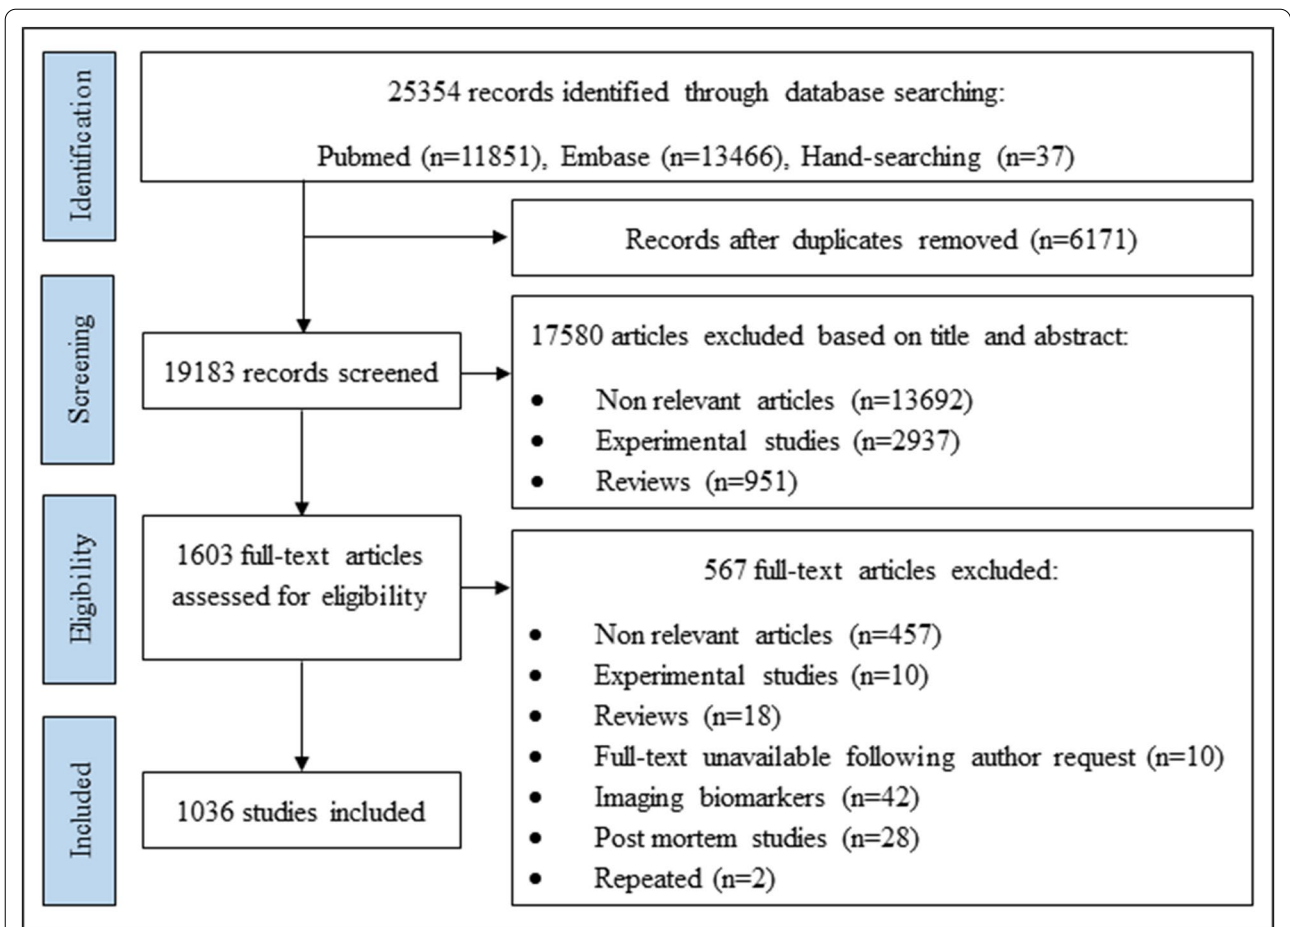 Identification
25354 records identified through database searching:
Pubmed (n=11851), Embase (n=13466), Hand-searching (n=37)
Records after duplicates removed (n=6171)
Screening
19183 records screened
17580 articles excluded based on title and abstract:
• Non relevant articles (n=13692)
• Experimental studies (n=2937)
• Reviews (n=951)
Eligibility
1603 full-text articles
assessed for eligibility
567 full-text articles excluded:
• Non relevant articles (n=457)
• Experimental studies (n=10)
• Reviews (n=18)
• Full-text unavailable following author request (n=10)
• Imaging biomarkers (n=42)
• Post mortem studies (n=28)
• Repeated (n=2)
Included
1036 studies included